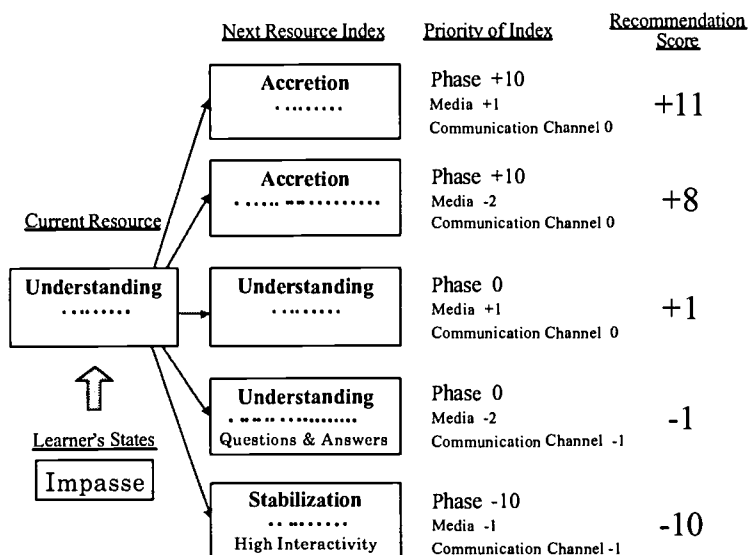 Next Resource Index
Priority of Index
Recommendation
Score
Accretion
Phase +10
Media +1
Communication Channel 0
+11
Accretion
Phase +10
Media -2
Communication Channel 0
+8
Current Resource
Understanding
Understanding
Phase 0
Media +1
Communication Channel 0
+1
Understanding
Questions & Answers
Phase 0
Media -2
Communication Channel -1
-1
Learner's States
Impasse
Stabilization
High Interactivity
Phase -10
Media -1
Communication Channel -1
-10